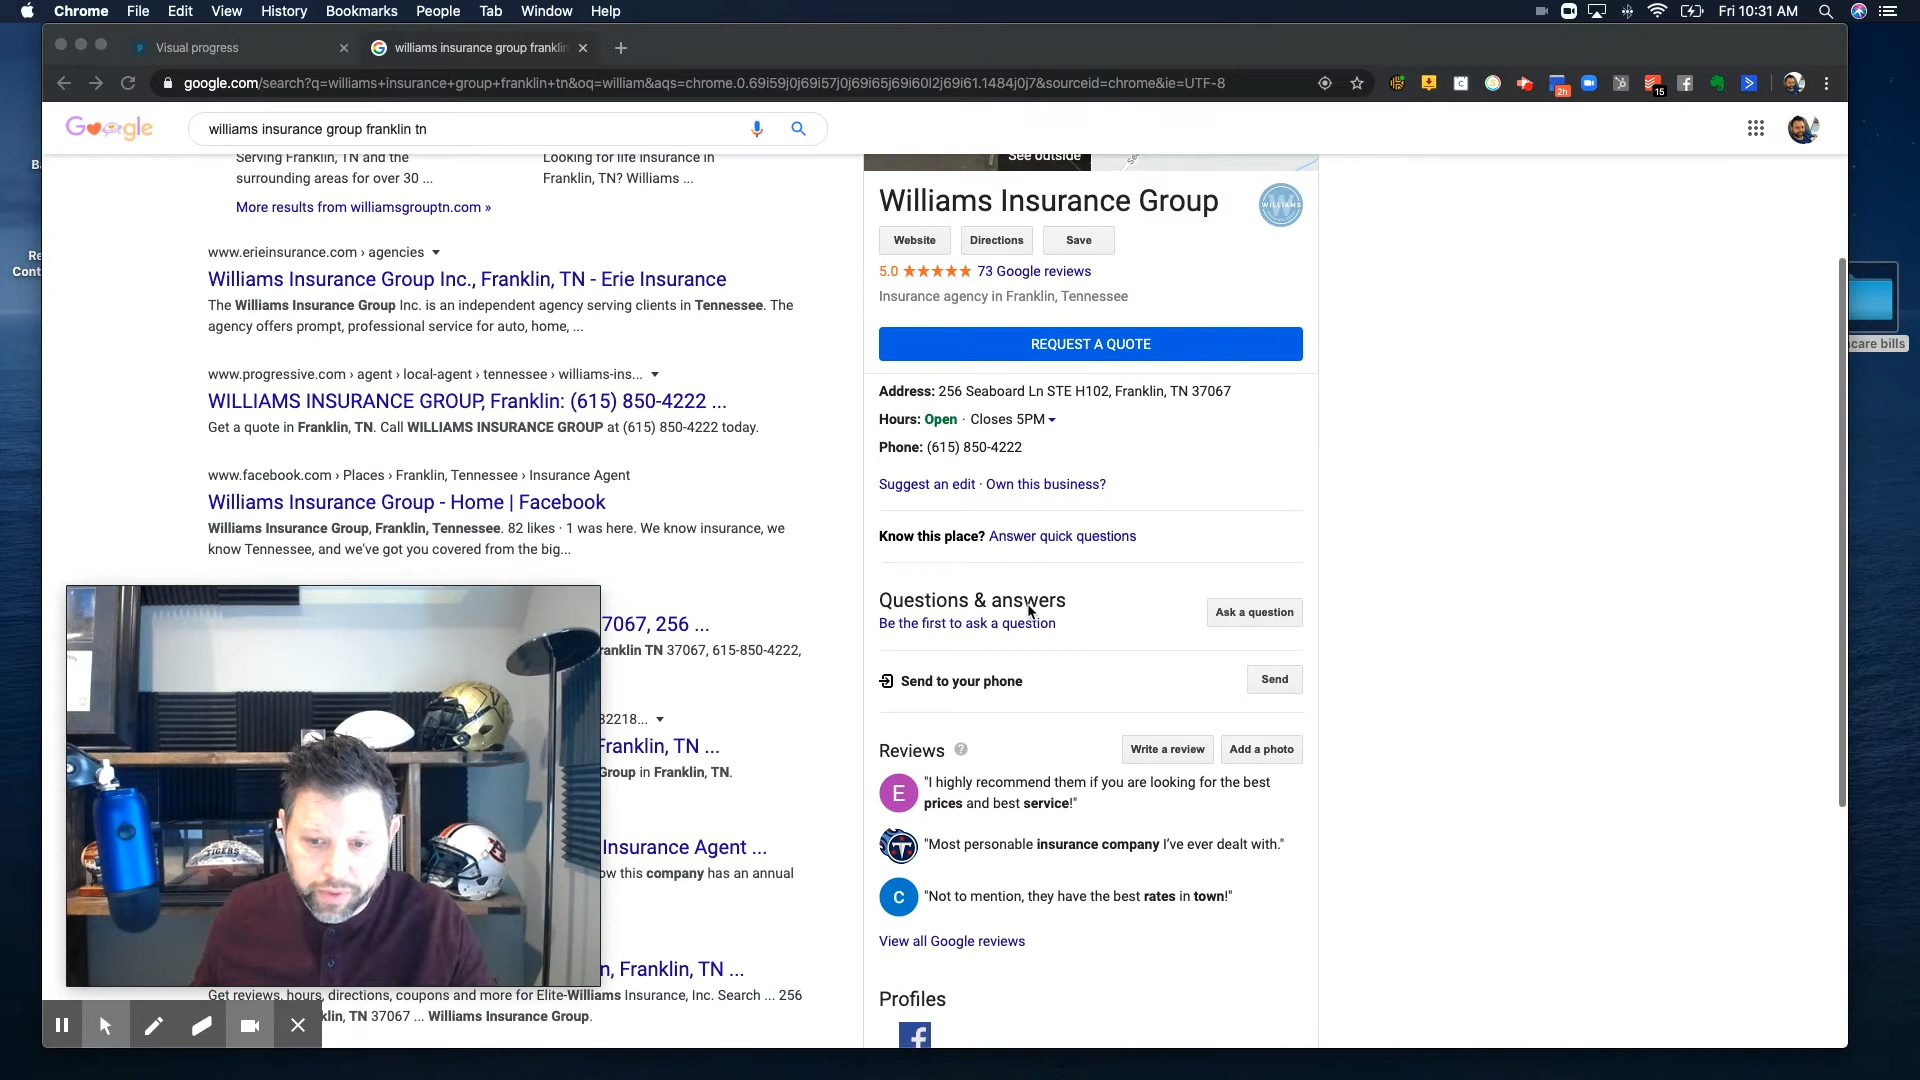 Chrome File Edit View History Bookmarks People Tab Window Help
Fri 10:31 AM
Visual progress
williams insurance group franklin
google.com/search?q=williams+insurance+group+franklin+tn&oq=william&aqs=chrome.0.69i59j0j69i57j0j69i65j69i60l2j69i61.1484j0j7&sourceid=chrome&ie=UTF-8
2h
15
williams insurance group franklin tn
Serving Franklin, TN and the
surrounding areas for over 30 ...
Looking for life insurance in
Franklin, TN? Williams ...
More results from williamsgrouptn.com »
www.erieinsurance.com › agencies
Williams Insurance Group Inc., Franklin, TN - Erie Insurance
The Williams Insurance Group Inc. is an independent agency serving clients in Tennessee. The
agency offers prompt, professional service for auto, home, ...
www.progressive.com › agent › local-agent › tennessee › williams-ins...
WILLIAMS INSURANCE GROUP, Franklin: (615) 850-4222 ...
Get a quote in Franklin, TN. Call WILLIAMS INSURANCE GROUP at (615) 850-4222 today.
www.facebook.com › Places › Franklin, Tennessee › Insurance Agent
Williams Insurance Group - Home | Facebook
Williams Insurance Group, Franklin, Tennessee. 82 likes · 1 was here. We know insurance, we
know Tennessee, and we've got you covered from the big...
7067, 256 ...
ranklin TN 37067, 615-850-4222,
32218...
Franklin, TN ...
Group in Franklin, TN.
Insurance Agent ...
ow this company has an annual
n, Franklin, TN ...
Get reviews, hours, directions, coupons and more for Elite-Williams Insurance, Inc. Search ... 256
klin, TN 37067 ... Williams Insurance Group.
See outside
Williams Insurance Group
WILLIAMS
Website Directions Save
5.0 73 Google reviews
Insurance agency in Franklin, Tennessee
REQUEST A QUOTE
Address: 256 Seaboard Ln STE H102, Franklin, TN 37067
Hours: Open · Closes 5PM
Phone: (615) 850-4222
Suggest an edit · Own this business?
Know this place? Answer quick questions
Questions & answers
Be the first to ask a question
Ask a question
Send to your phone
Send
Reviews
Write a review Add a photo
E
"I highly recommend them if you are looking for the best
prices and best service!"
"Most personable insurance company I've ever dealt with."
C
"Not to mention, they have the best rates in town!"
View all Google reviews
Profiles
Google
care bills
TIGERS